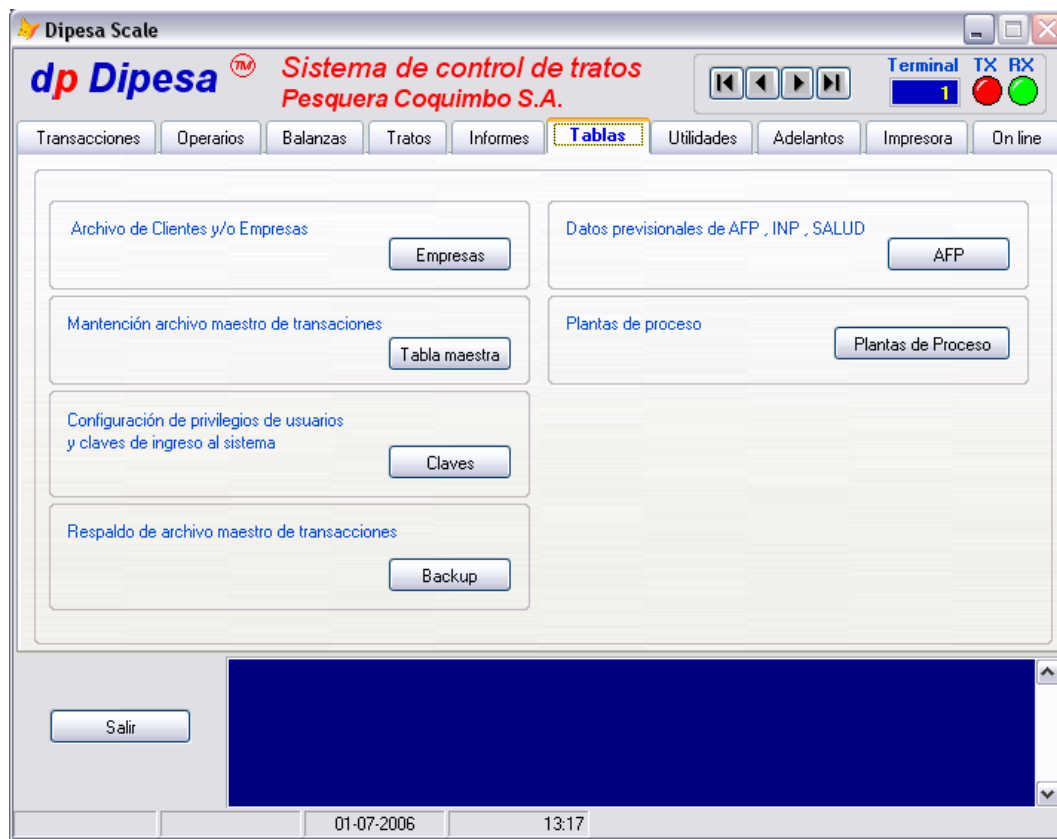 Dipesa Scale
dp Dipesa TM
Sistema de control de tratos
Pesquera Coquimbo S.A.
Terminal TX RX
1
Transacciones Operarios Balanzas Tratos Informes Tablas Utilidades Adelantos Impresora On line
Archivo de Clientes y/o Empresas
Empresas
Datos previsionales de AFP , INP , SALUD
AFP
Mantención archivo maestro de transaciones
Tabla maestra
Plantas de proceso
Plantas de Proceso
Configuración de privilegios de usuarios
y claves de ingreso al sistema
Claves
Respaldo de archivo maestro de transacciones
Backup
Salir
01-07-2006 13:17